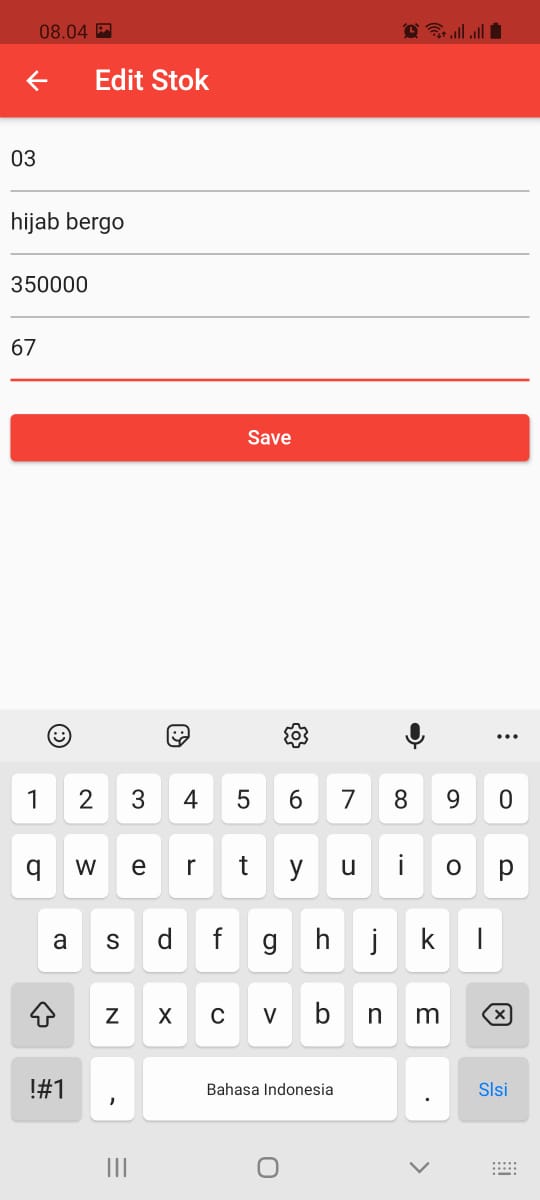 08.04
Edit Stok
03
hijab bergo
350000
67
Save
1 2 3 4 5 6 7 8 9 0
q w e r t y u i o p
a s d f g h j k l
z x c v b n m
!#1 , Bahasa Indonesia . Slsi